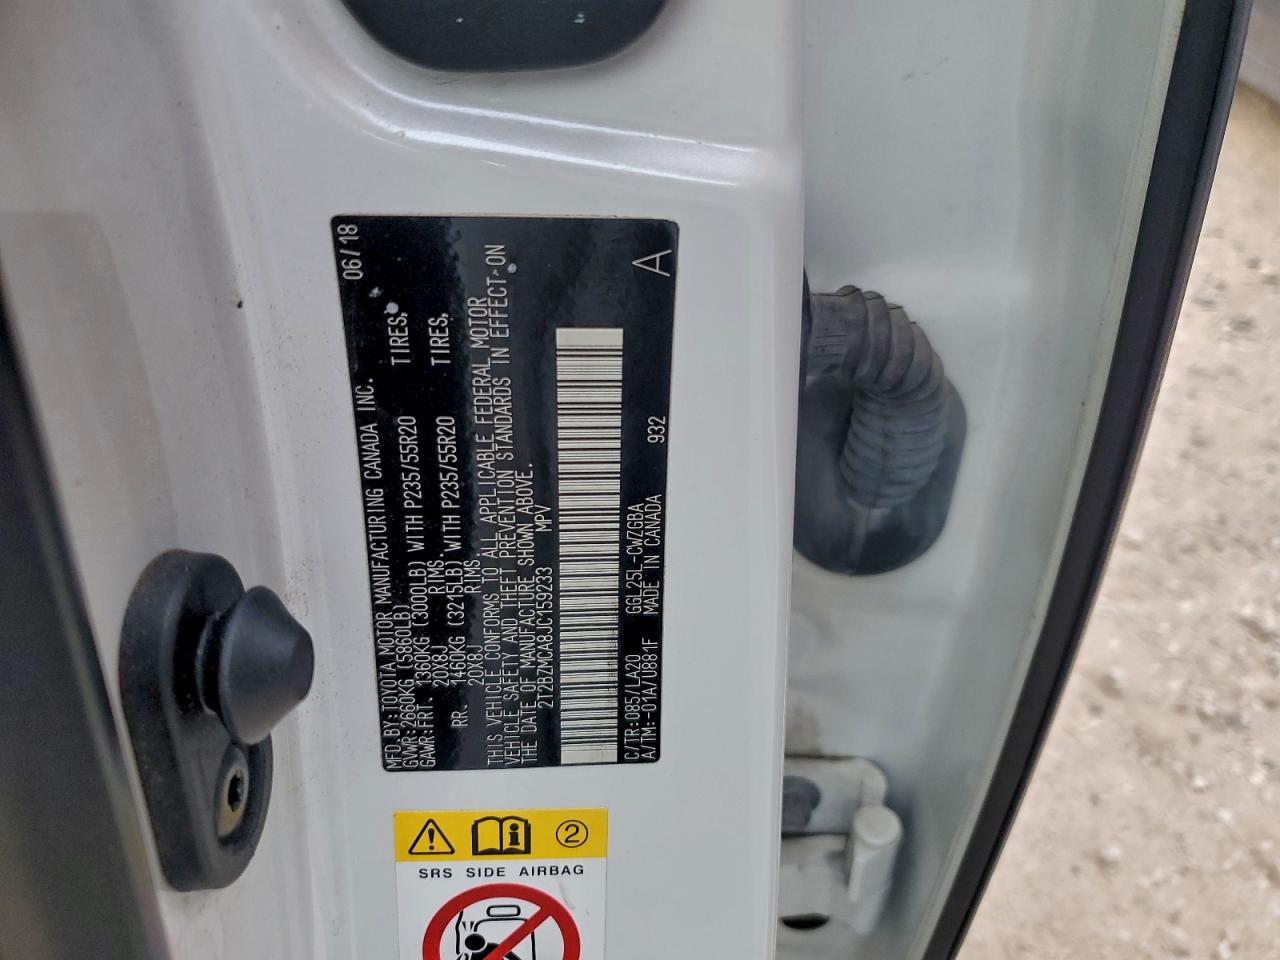 MFD.BY:TOYOTA MOTOR MANUFACTURING CANADA INC. 06/18
GVWR:2660KG (5860LB)
GAWR:FRT. 1360KG (3000LB) WITH P235/55R20 TIRES,
20X8J RIMS,
RR. 1460KG (3215LB) WITH P235/55R20 TIRES,
20X8J RIMS.
THIS VEHICLE CONFORMS TO ALL APPLICABLE FEDERAL MOTOR
VEHICLE SAFETY AND THEFT PREVENTION STANDARDS IN EFFECT ON
THE DATE OF MANUFACTURE SHOWN ABOVE.
2T2BZMCA8JC159233 MPV
C/TR:085/LA20 GGL25L-CWZGBA 932
A/TM:-01A/U881F MADE IN CANADA A
2
SRS SIDE AIRBAG